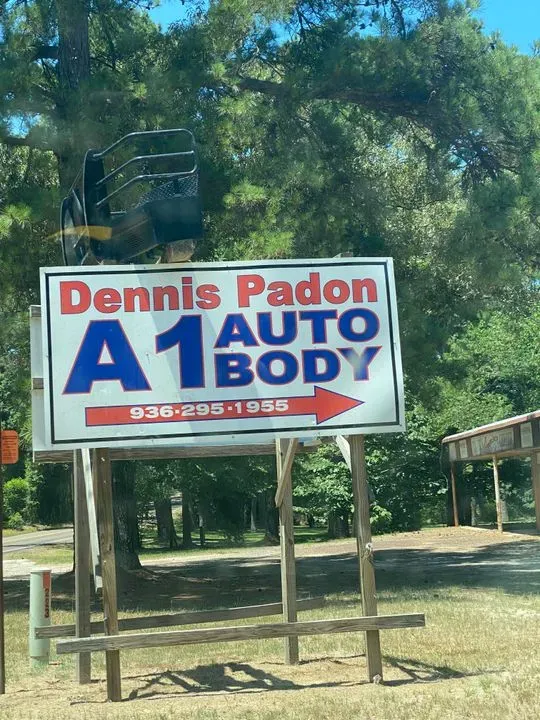 Dennis Padon
A1 AUTO
BODY
936-295-1955